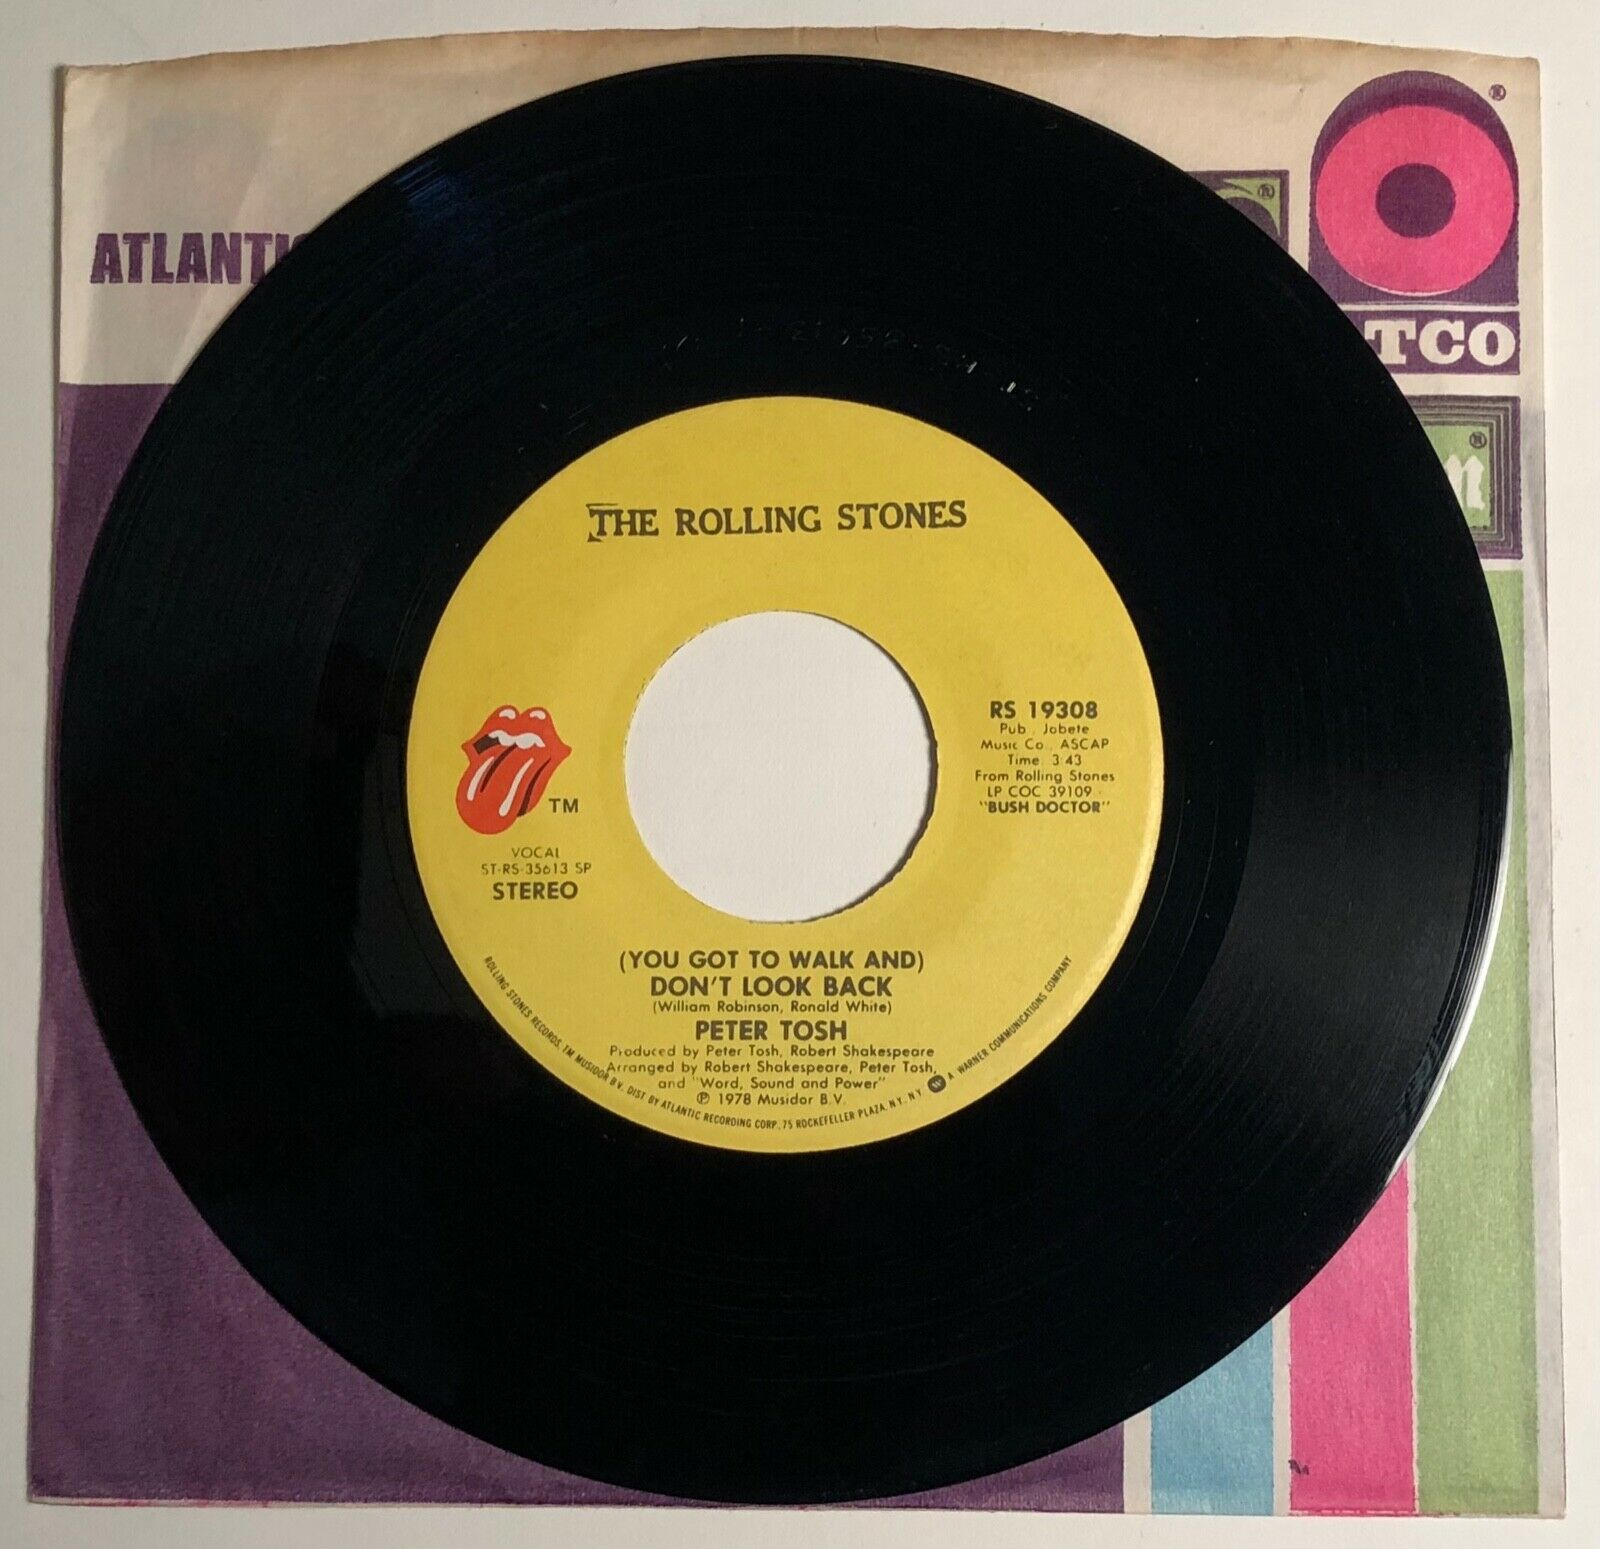 ATLANTIC
®
®
TCO
®
THE ROLLING STONES
RS 19308
Pub. Jobete
Music Co., ASCAP
Time: 3:43
From Rolling Stones
LP COC 39109
"BUSH DOCTOR"
TM
VOCAL
ST-RS-35613 SP
STEREO
(YOU GOT TO WALK AND)
DON'T LOOK BACK
(William Robinson, Ronald White)
PETER TOSH
Produced by Peter Tosh, Robert Shakespeare
Arranged by Robert Shakespeare, Peter Tosh,
and "Word, Sound and Power"
℗ 1978 Musidor B.V.
ROLLING STONES RECORDS, TM MUSIDOR B.V. DIST BY ATLANTIC RECORDING CORP., 75 ROCKEFELLER PLAZA, N.Y., N.Y. A WARNER COMMUNICATIONS COMPANY